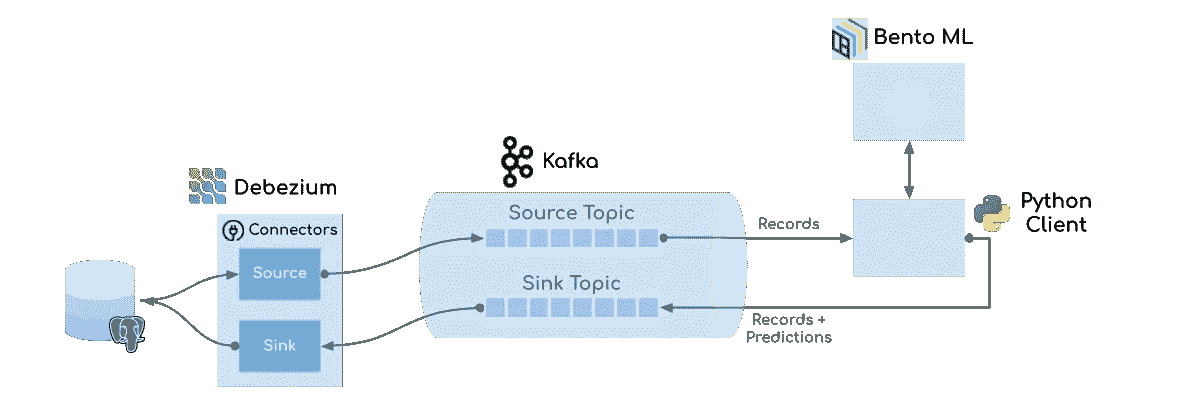 Bento ML
Kafka
Debezium
Connectors
Source
Sink
Source Topic
Sink Topic
Records
Records +
Predictions
Python
Client